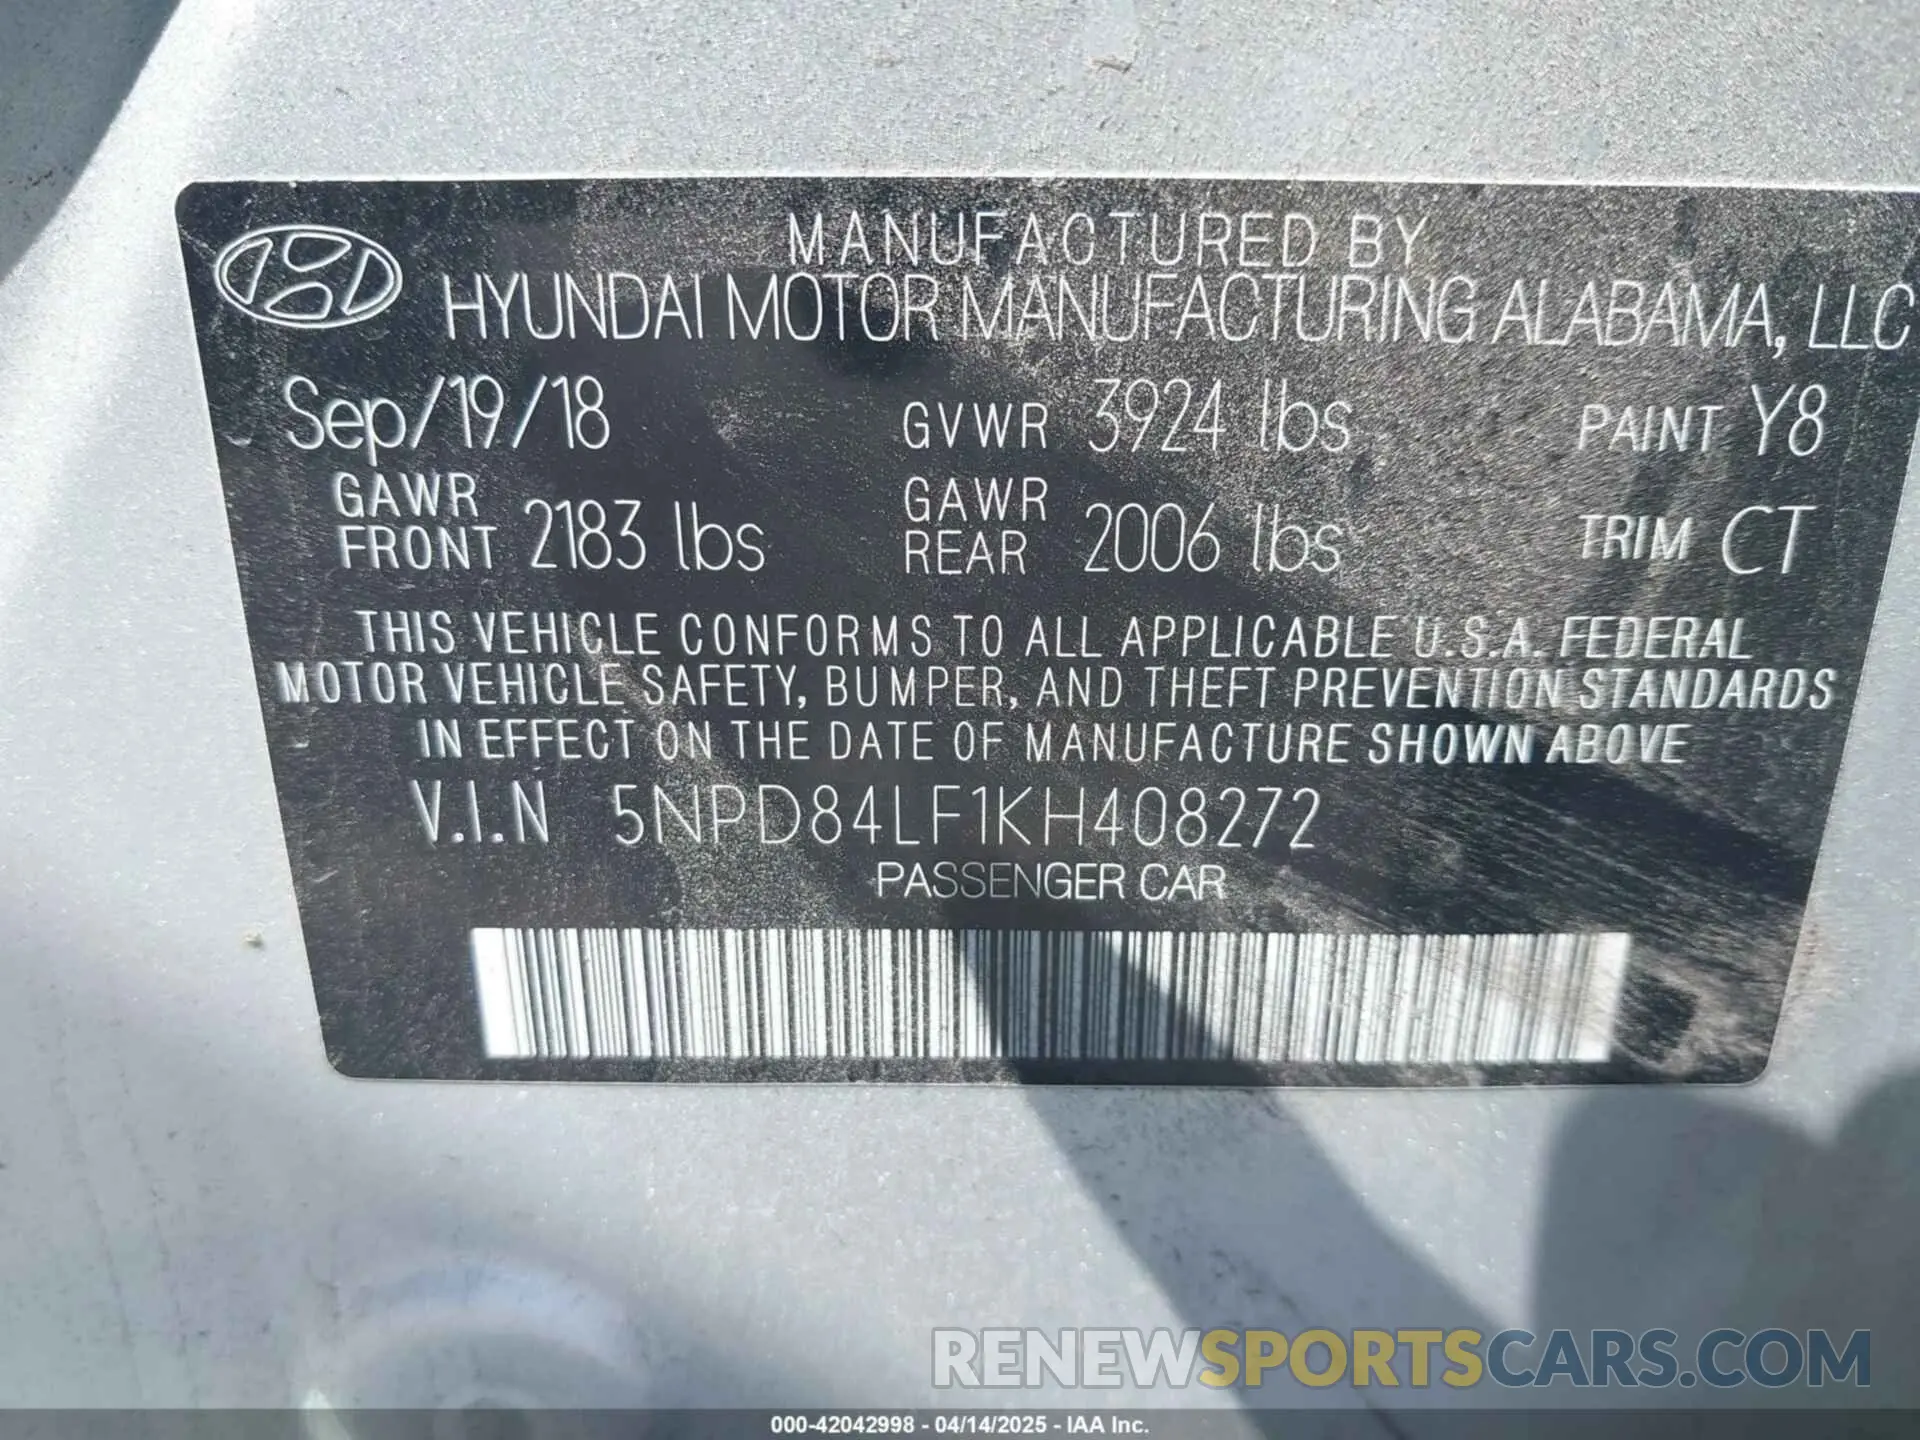 MANUFACTURED BY
HYUNDAI MOTOR MANUFACTURING ALABAMA, LLC
Sep/19/18 GVWR 3924 lbs PAINT Y8
GAWR FRONT 2183 lbs GAWR REAR 2006 lbs TRIM CT
THIS VEHICLE CONFORMS TO ALL APPLICABLE U.S.A. FEDERAL
MOTOR VEHICLE SAFETY, BUMPER, AND THEFT PREVENTION STANDARDS
IN EFFECT ON THE DATE OF MANUFACTURE SHOWN ABOVE
V.I.N 5NPD84LF1KH408272
PASSENGER CAR
RENEWSPORTSCARS.COM
000-42042998 - 04/14/2025 - IAA Inc.